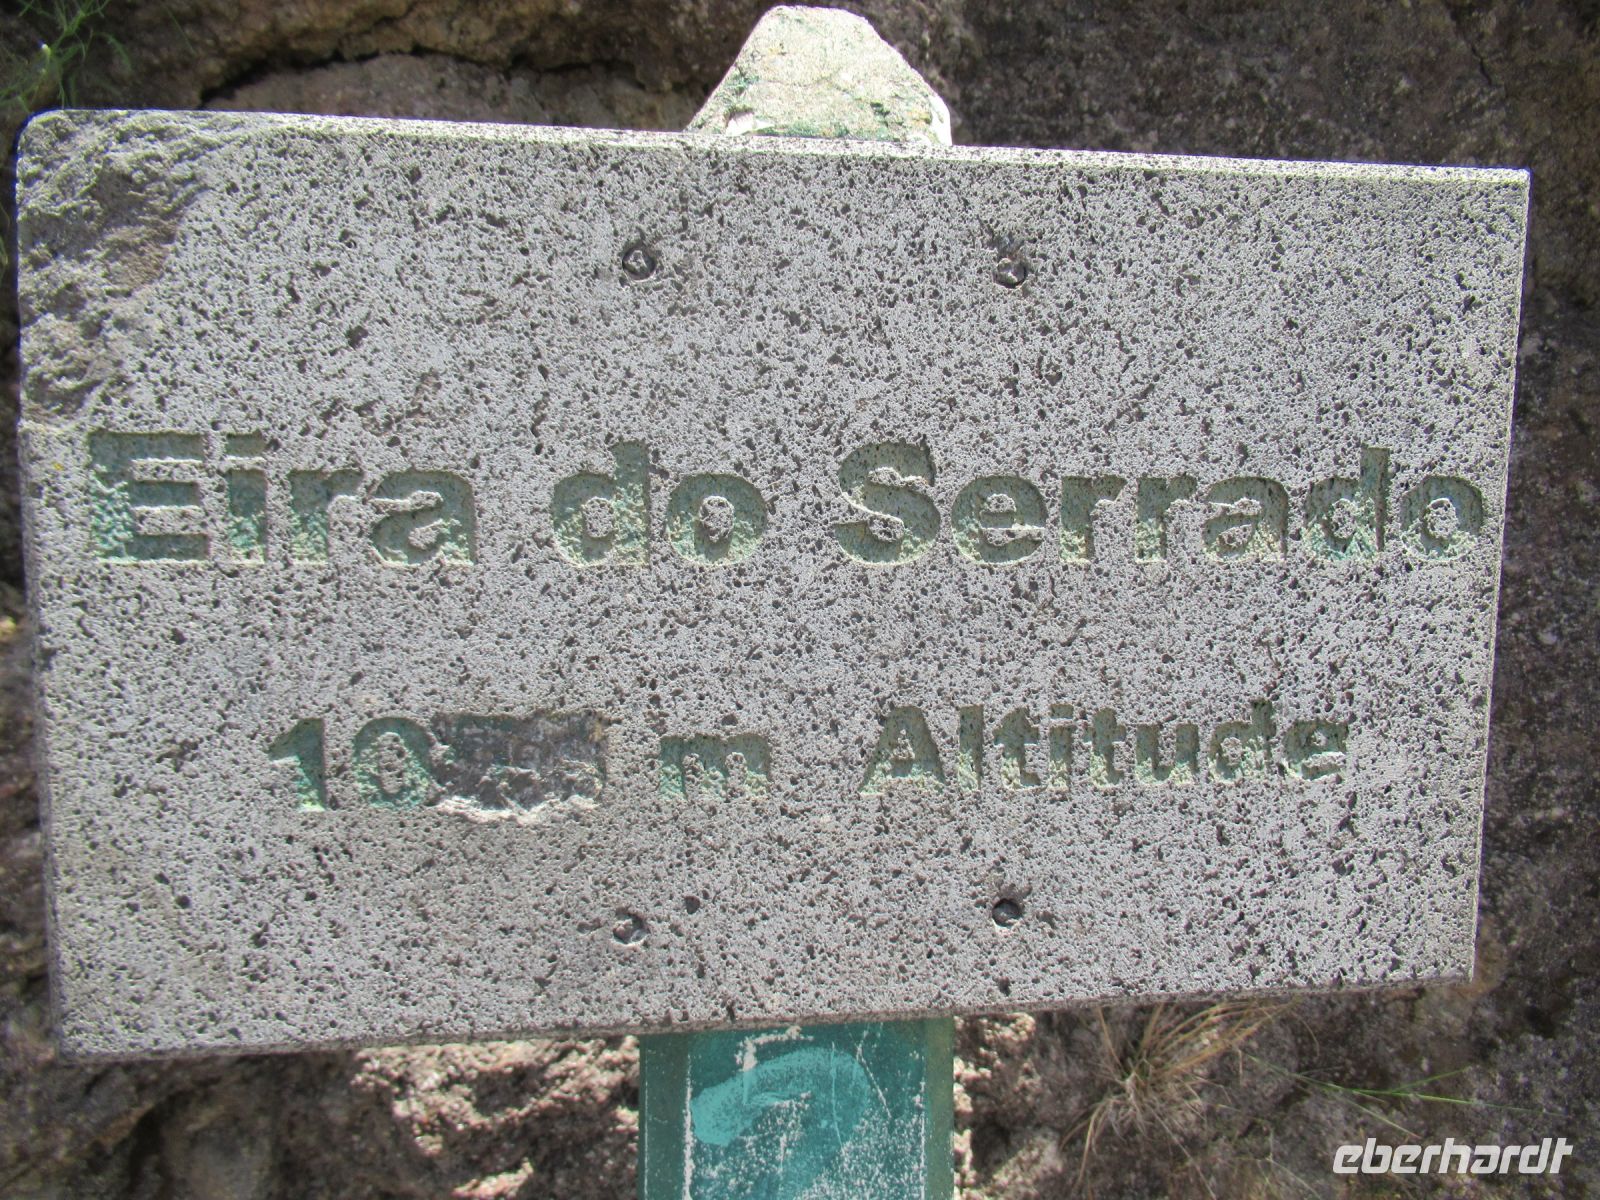 Eira do Serrado
m Altitude
eberhardt